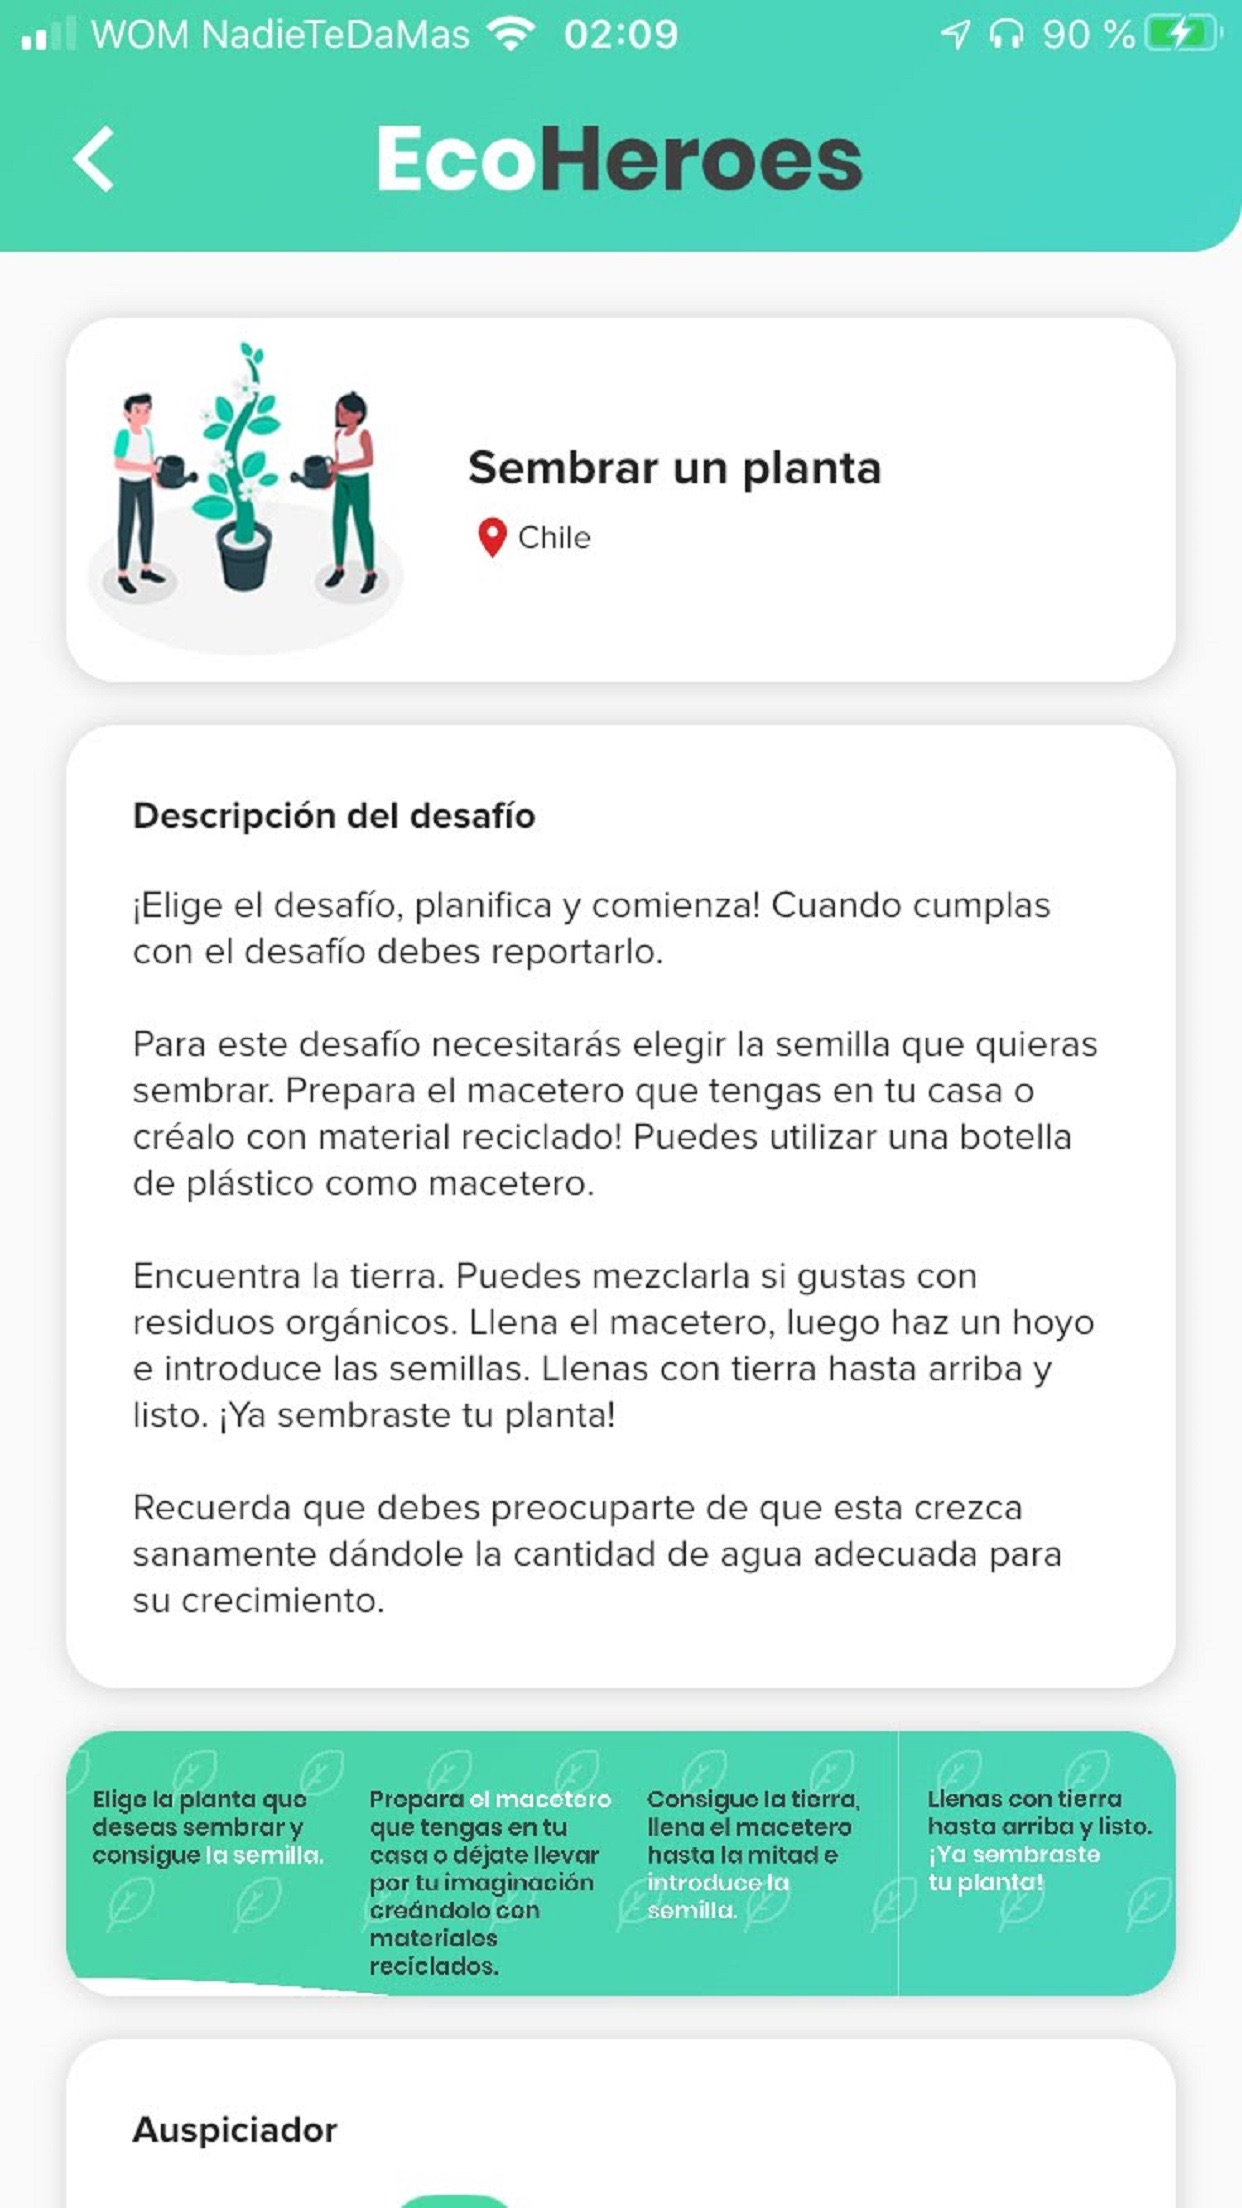 WOM NadieTeDaMas 02:09 90 %
EcoHeroes
Sembrar un planta
Chile
Descripción del desafío
¡Elige el desafío, planifica y comienza! Cuando cumplas
con el desafío debes reportarlo.
Para este desafío necesitarás elegir la semilla que quieras
sembrar. Prepara el macetero que tengas en tu casa o
créalo con material reciclado! Puedes utilizar una botella
de plástico como macetero.
Encuentra la tierra. Puedes mezclarla si gustas con
residuos orgánicos. Llena el macetero, luego haz un hoyo
e introduce las semillas. Llenas con tierra hasta arriba y
listo. ¡Ya sembraste tu planta!
Recuerda que debes preocuparte de que esta crezca
sanamente dándole la cantidad de agua adecuada para
su crecimiento.
Elige la planta que
deseas sembrar y
consigue la semilla.
Prepara el macetero
que tengas en tu
casa o déjate llevar
por tu imaginación
creándolo con
materiales
reciclados.
Consigue la tierra,
llena el macetero
hasta la mitad e
introduce la
semilla.
Llenas con tierra
hasta arriba y listo.
¡Ya sembraste
tu planta!
Auspiciador